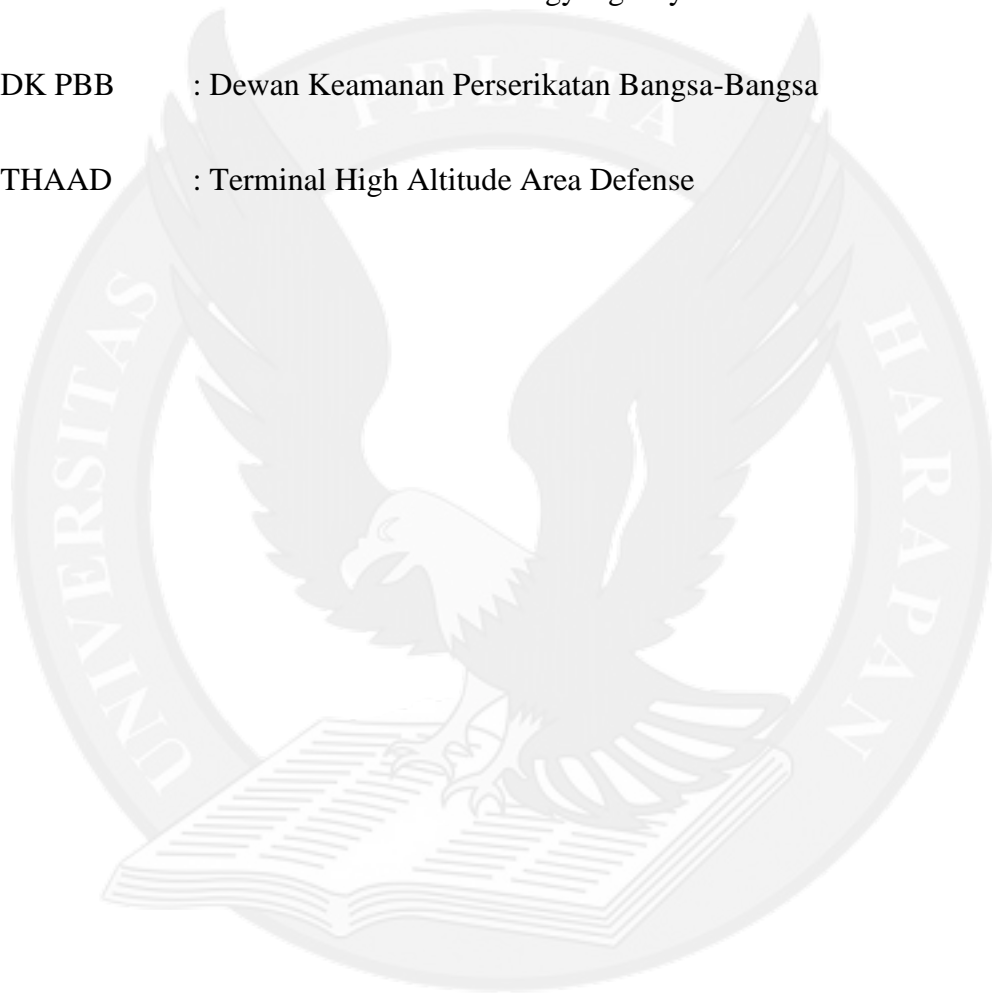 DK PBB : Dewan Keamanan Perserikatan Bangsa-Bangsa
THAAD : Terminal High Altitude Area Defense
PELITA
UNIVERSITAS
HARAPAN